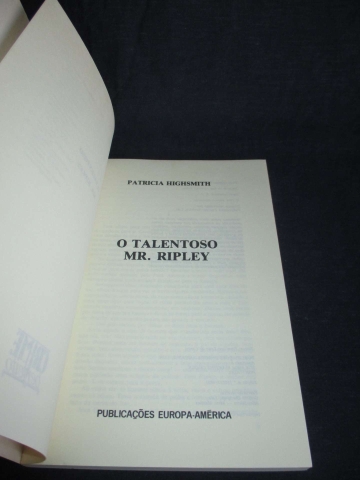 PATRICIA HIGHSMITH
O TALENTOSO
MR. RIPLEY
PUBLICAÇÕES EUROPA-AMÉRICA